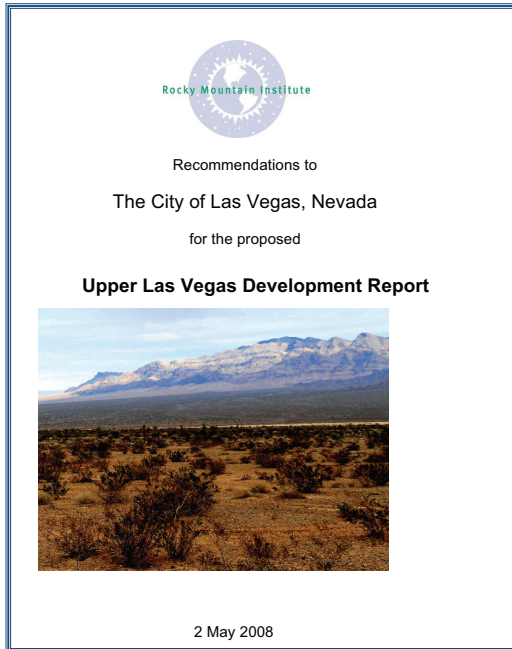 Rocky Mountain Institute
Recommendations to
The City of Las Vegas, Nevada
for the proposed
Upper Las Vegas Development Report
2 May 2008